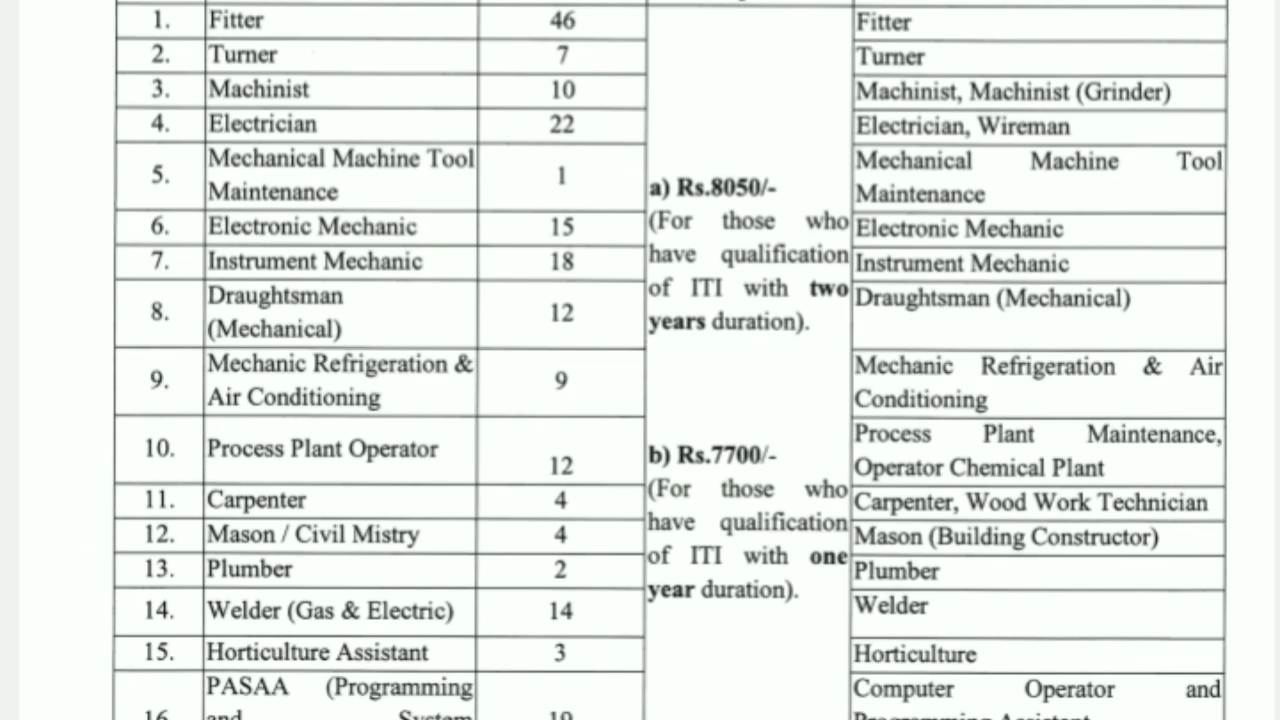 1. Fitter 46 Fitter
2. Turner 7 Turner
3. Machinist 10 Machinist, Machinist (Grinder)
4. Electrician 22 Electrician, Wireman
5. Mechanical Machine Tool
Maintenance 1 Mechanical Machine Tool
Maintenance
6. Electronic Mechanic 15 Electronic Mechanic
7. Instrument Mechanic 18 Instrument Mechanic
8. Draughtsman
(Mechanical) 12 Draughtsman (Mechanical)
9. Mechanic Refrigeration &
Air Conditioning 9 Mechanic Refrigeration & Air
Conditioning
10. Process Plant Operator 12 Process Plant Maintenance,
Operator Chemical Plant
11. Carpenter 4 Carpenter, Wood Work Technician
12. Mason / Civil Mistry 4 Mason (Building Constructor)
13. Plumber 2 Plumber
14. Welder (Gas & Electric) 14 Welder
15. Horticulture Assistant 3 Horticulture
16. PASAA (Programming
and System 19 Computer Operator and
Programming Assistant
a) Rs.8050/-
(For those who
have qualification
of ITI with two
years duration).
b) Rs.7700/-
(For those who
have qualification
of ITI with one
year duration).